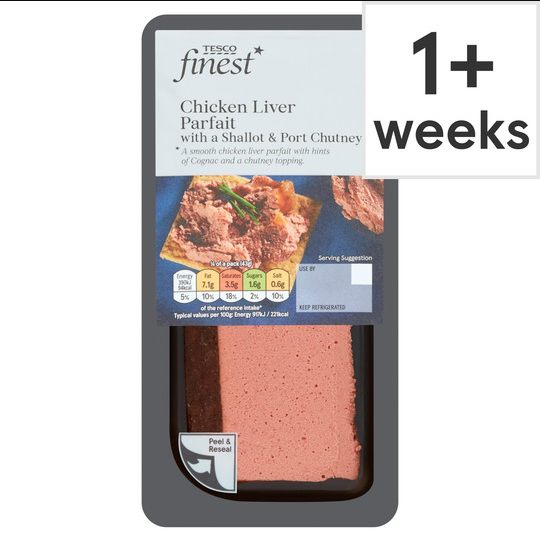 TESCO
finest*
Chicken Liver
Parfait
with a Shallot & Port Chutney
* A smooth chicken liver parfait with hints
of Cognac and a chutney topping.
1+
weeks
Serving Suggestion
¼ of a pack (43g)
Energy Fat Saturates Sugars Salt
390kJ
94kcal 7.1g 3.5g 1.6g 0.6g
5% 10% 18% 2% 10%
of the reference intake*
Typical values per 100g: Energy 917kJ / 221kcal
USE BY
KEEP REFRIGERATED
Peel &
Reseal